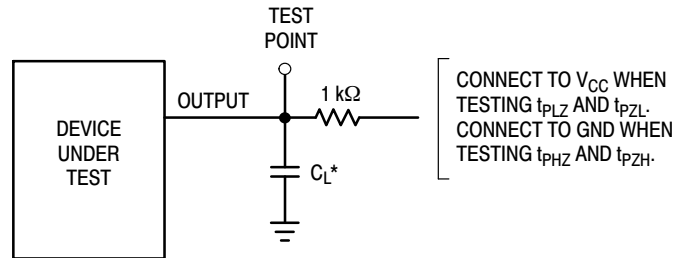 TEST
POINT
DEVICE
UNDER
TEST
OUTPUT
1 kΩ
C_L*
CONNECT TO V_CC WHEN
TESTING t_PLZ AND t_PZL.
CONNECT TO GND WHEN
TESTING t_PHZ AND t_PZH.